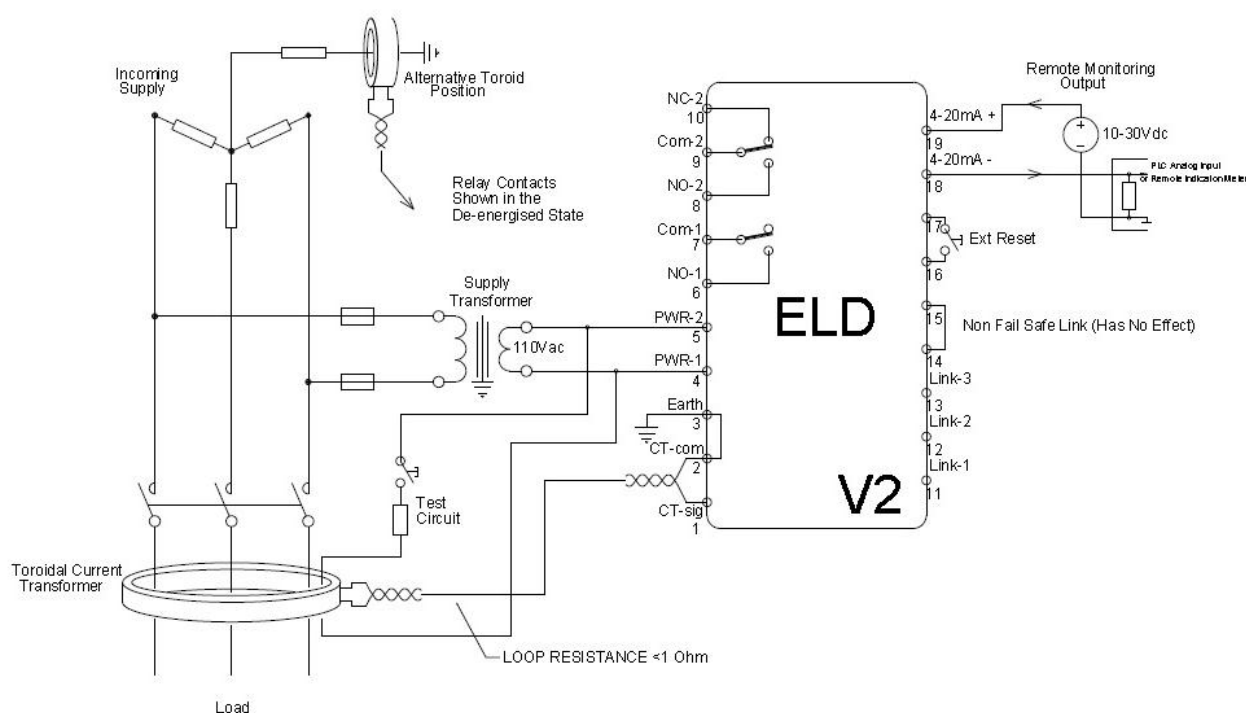 Incoming
Supply
Alternative Toroid
Position
Relay Contacts
Shown in the
De-energised State
Supply
Transformer
110Vac
Test
Circuit
Toroidal Current
Transformer
LOOP RESISTANCE <1 Ohm
Load
NC-2
10
Com-2
9
NO-2
8
Com-1
7
NO-1
6
PWR-2
5
PWR-1
4
Earth
3
CT-com
2
CT-sig
1
ELD
V2
Remote Monitoring
Output
4-20mA +
19
10-30Vdc
4-20mA -
18
PLC Analog Input
or Remote Indication Meter
17
Ext Reset
16
15
Non Fail Safe Link (Has No Effect)
14
Link-3
13
Link-2
12
Link-1
11